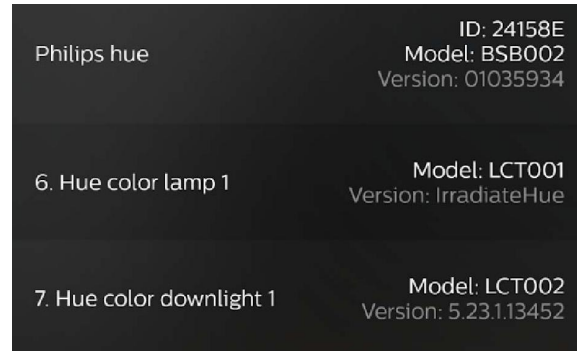 Philips hue
ID: 24158E
Model: BSB002
Version: 01035934
6. Hue color lamp 1
Model: LCT001
Version: IrradiateHue
7. Hue color downlight 1
Model: LCT002
Version: 5.23.1.13452